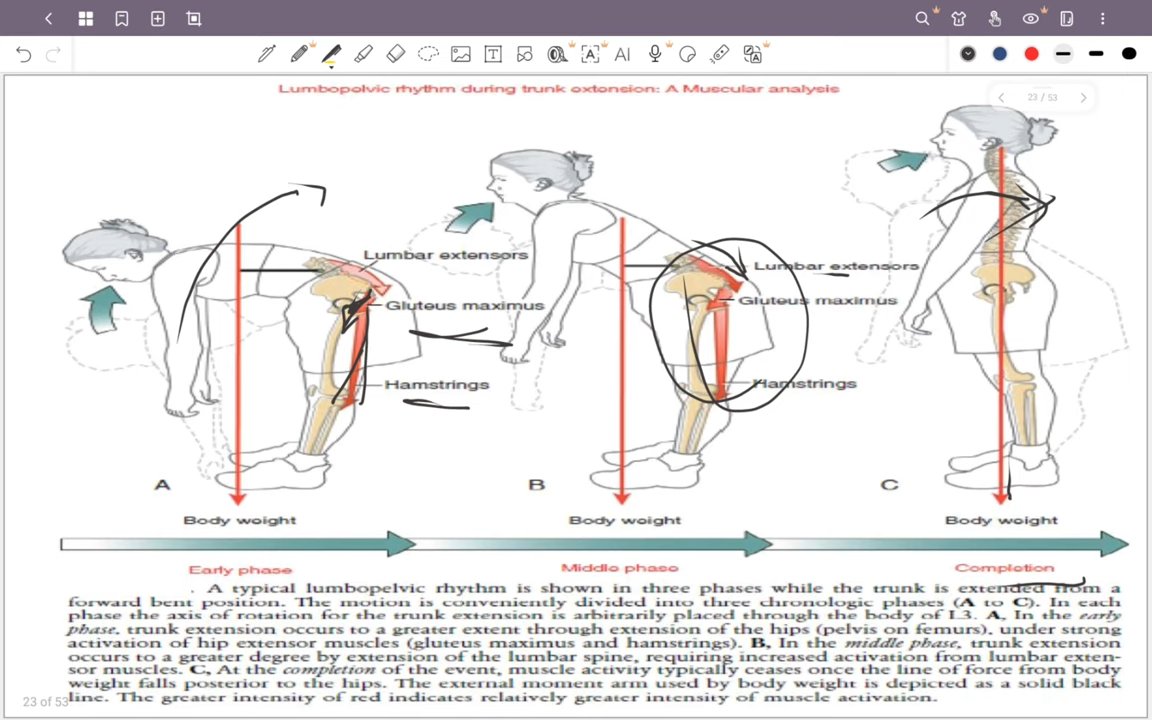 AI
23 / 53
Lumbopelvic rhythm during trunk extension: A Muscular analysis
Lumbar extensors
Gluteus maximus
Hamstrings
A
Body weight
Lumbar extensors
Gluteus maximus
Hamstrings
B
Body weight
C
Body weight
Early phase
Middle phase
Completion
. A typical lumbopelvic rhythm is shown in three phases while the trunk is extended from a
forward bent position. The motion is conveniently divided into three chronologic phases (A to C). In each
phase the axis of rotation for the trunk extension is arbitrarily placed through the body of L3. A, In the early
phase, trunk extension occurs to a greater extent through extension of the hips (pelvis on femurs), under strong
activation of hip extensor muscles (gluteus maximus and hamstrings). B, In the middle phase, trunk extension
occurs to a greater degree by extension of the lumbar spine, requiring increased activation from lumbar exten-
sor muscles. C, At the completion of the event, muscle activity typically ceases once the line of force from body
weight falls posterior to the hips. The external moment arm used by body weight is depicted as a solid black
line. The greater intensity of red indicates relatively greater intensity of muscle activation.
23 of 53